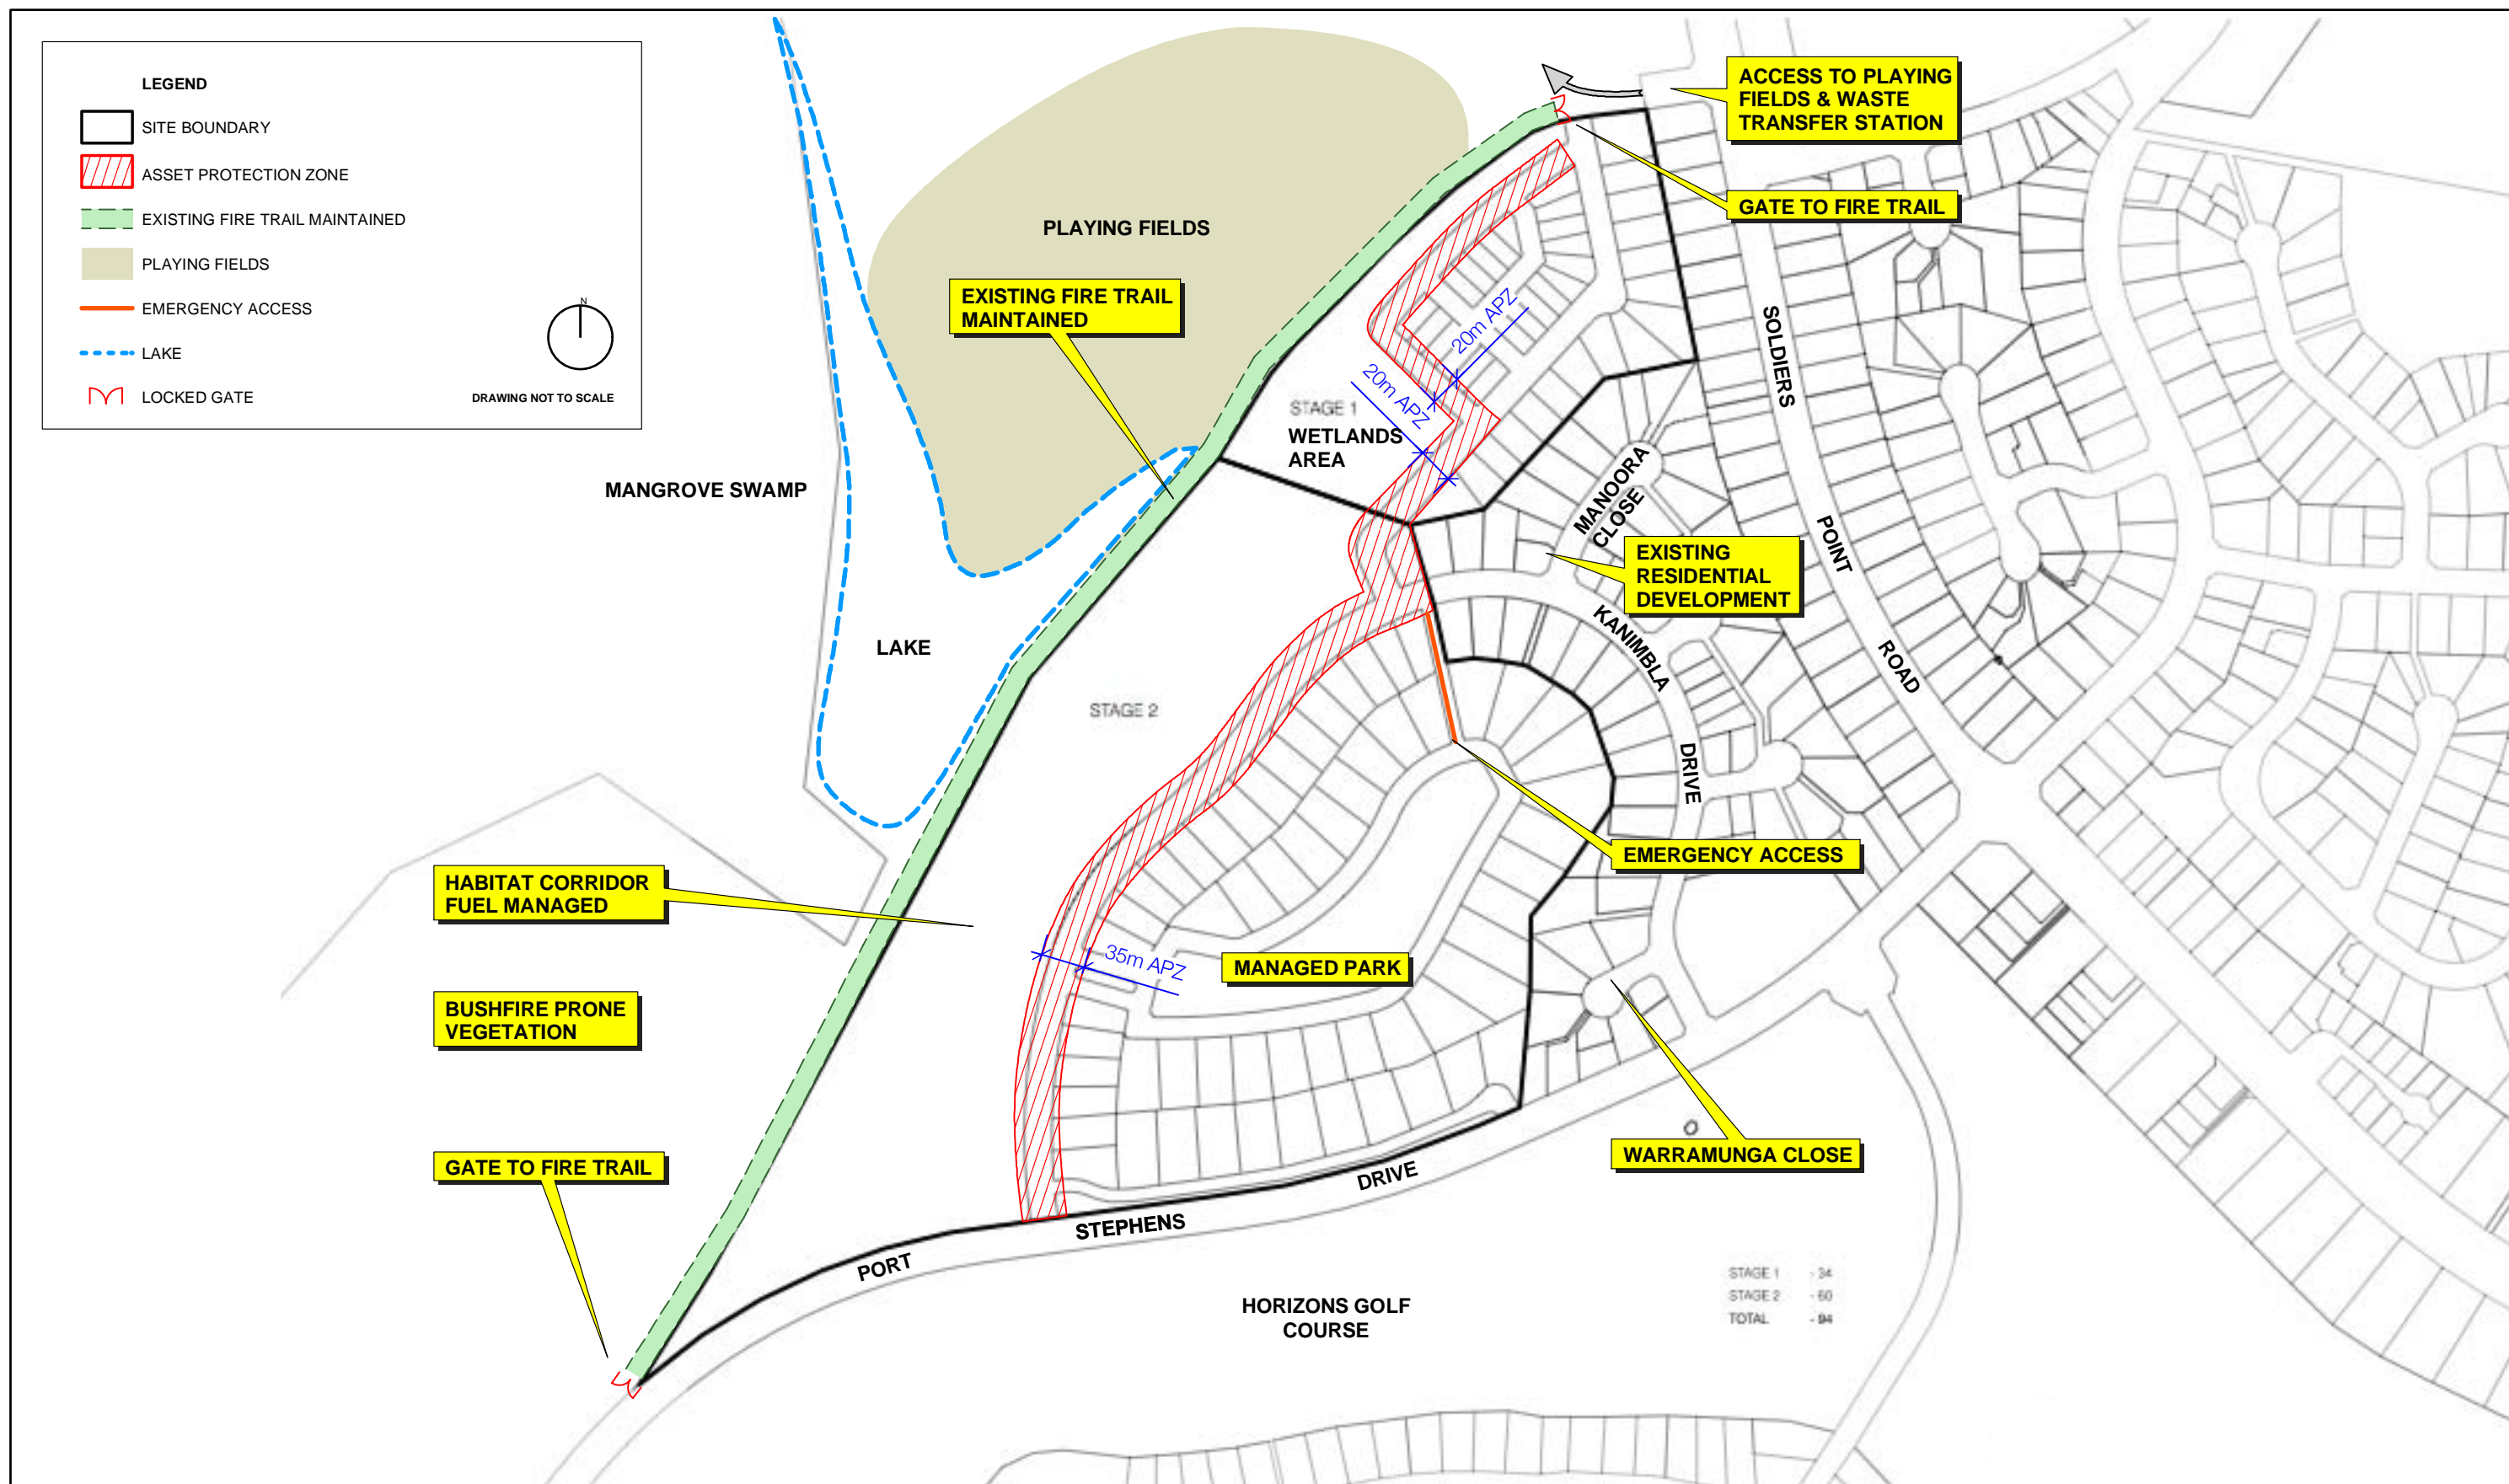 LEGEND
SITE BOUNDARY
ASSET PROTECTION ZONE
EXISTING FIRE TRAIL MAINTAINED
PLAYING FIELDS
EMERGENCY ACCESS
LAKE
LOCKED GATE
N
DRAWING NOT TO SCALE
ACCESS TO PLAYING
FIELDS & WASTE
TRANSFER STATION
GATE TO FIRE TRAIL
PLAYING FIELDS
EXISTING FIRE TRAIL
MAINTAINED
20m APZ
20m APZ
STAGE 1
WETLANDS
AREA
SOLDIERS
POINT
ROAD
MANGROVE SWAMP
MANOORA
CLOSE
EXISTING
RESIDENTIAL
DEVELOPMENT
KANIMBLA
DRIVE
LAKE
STAGE 2
EMERGENCY ACCESS
HABITAT CORRIDOR
FUEL MANAGED
35m APZ
MANAGED PARK
BUSHFIRE PRONE
VEGETATION
GATE TO FIRE TRAIL
WARRAMUNGA CLOSE
PORT
STEPHENS
DRIVE
HORIZONS GOLF
COURSE
STAGE 1 - 34
STAGE 2 - 60
TOTAL - 94